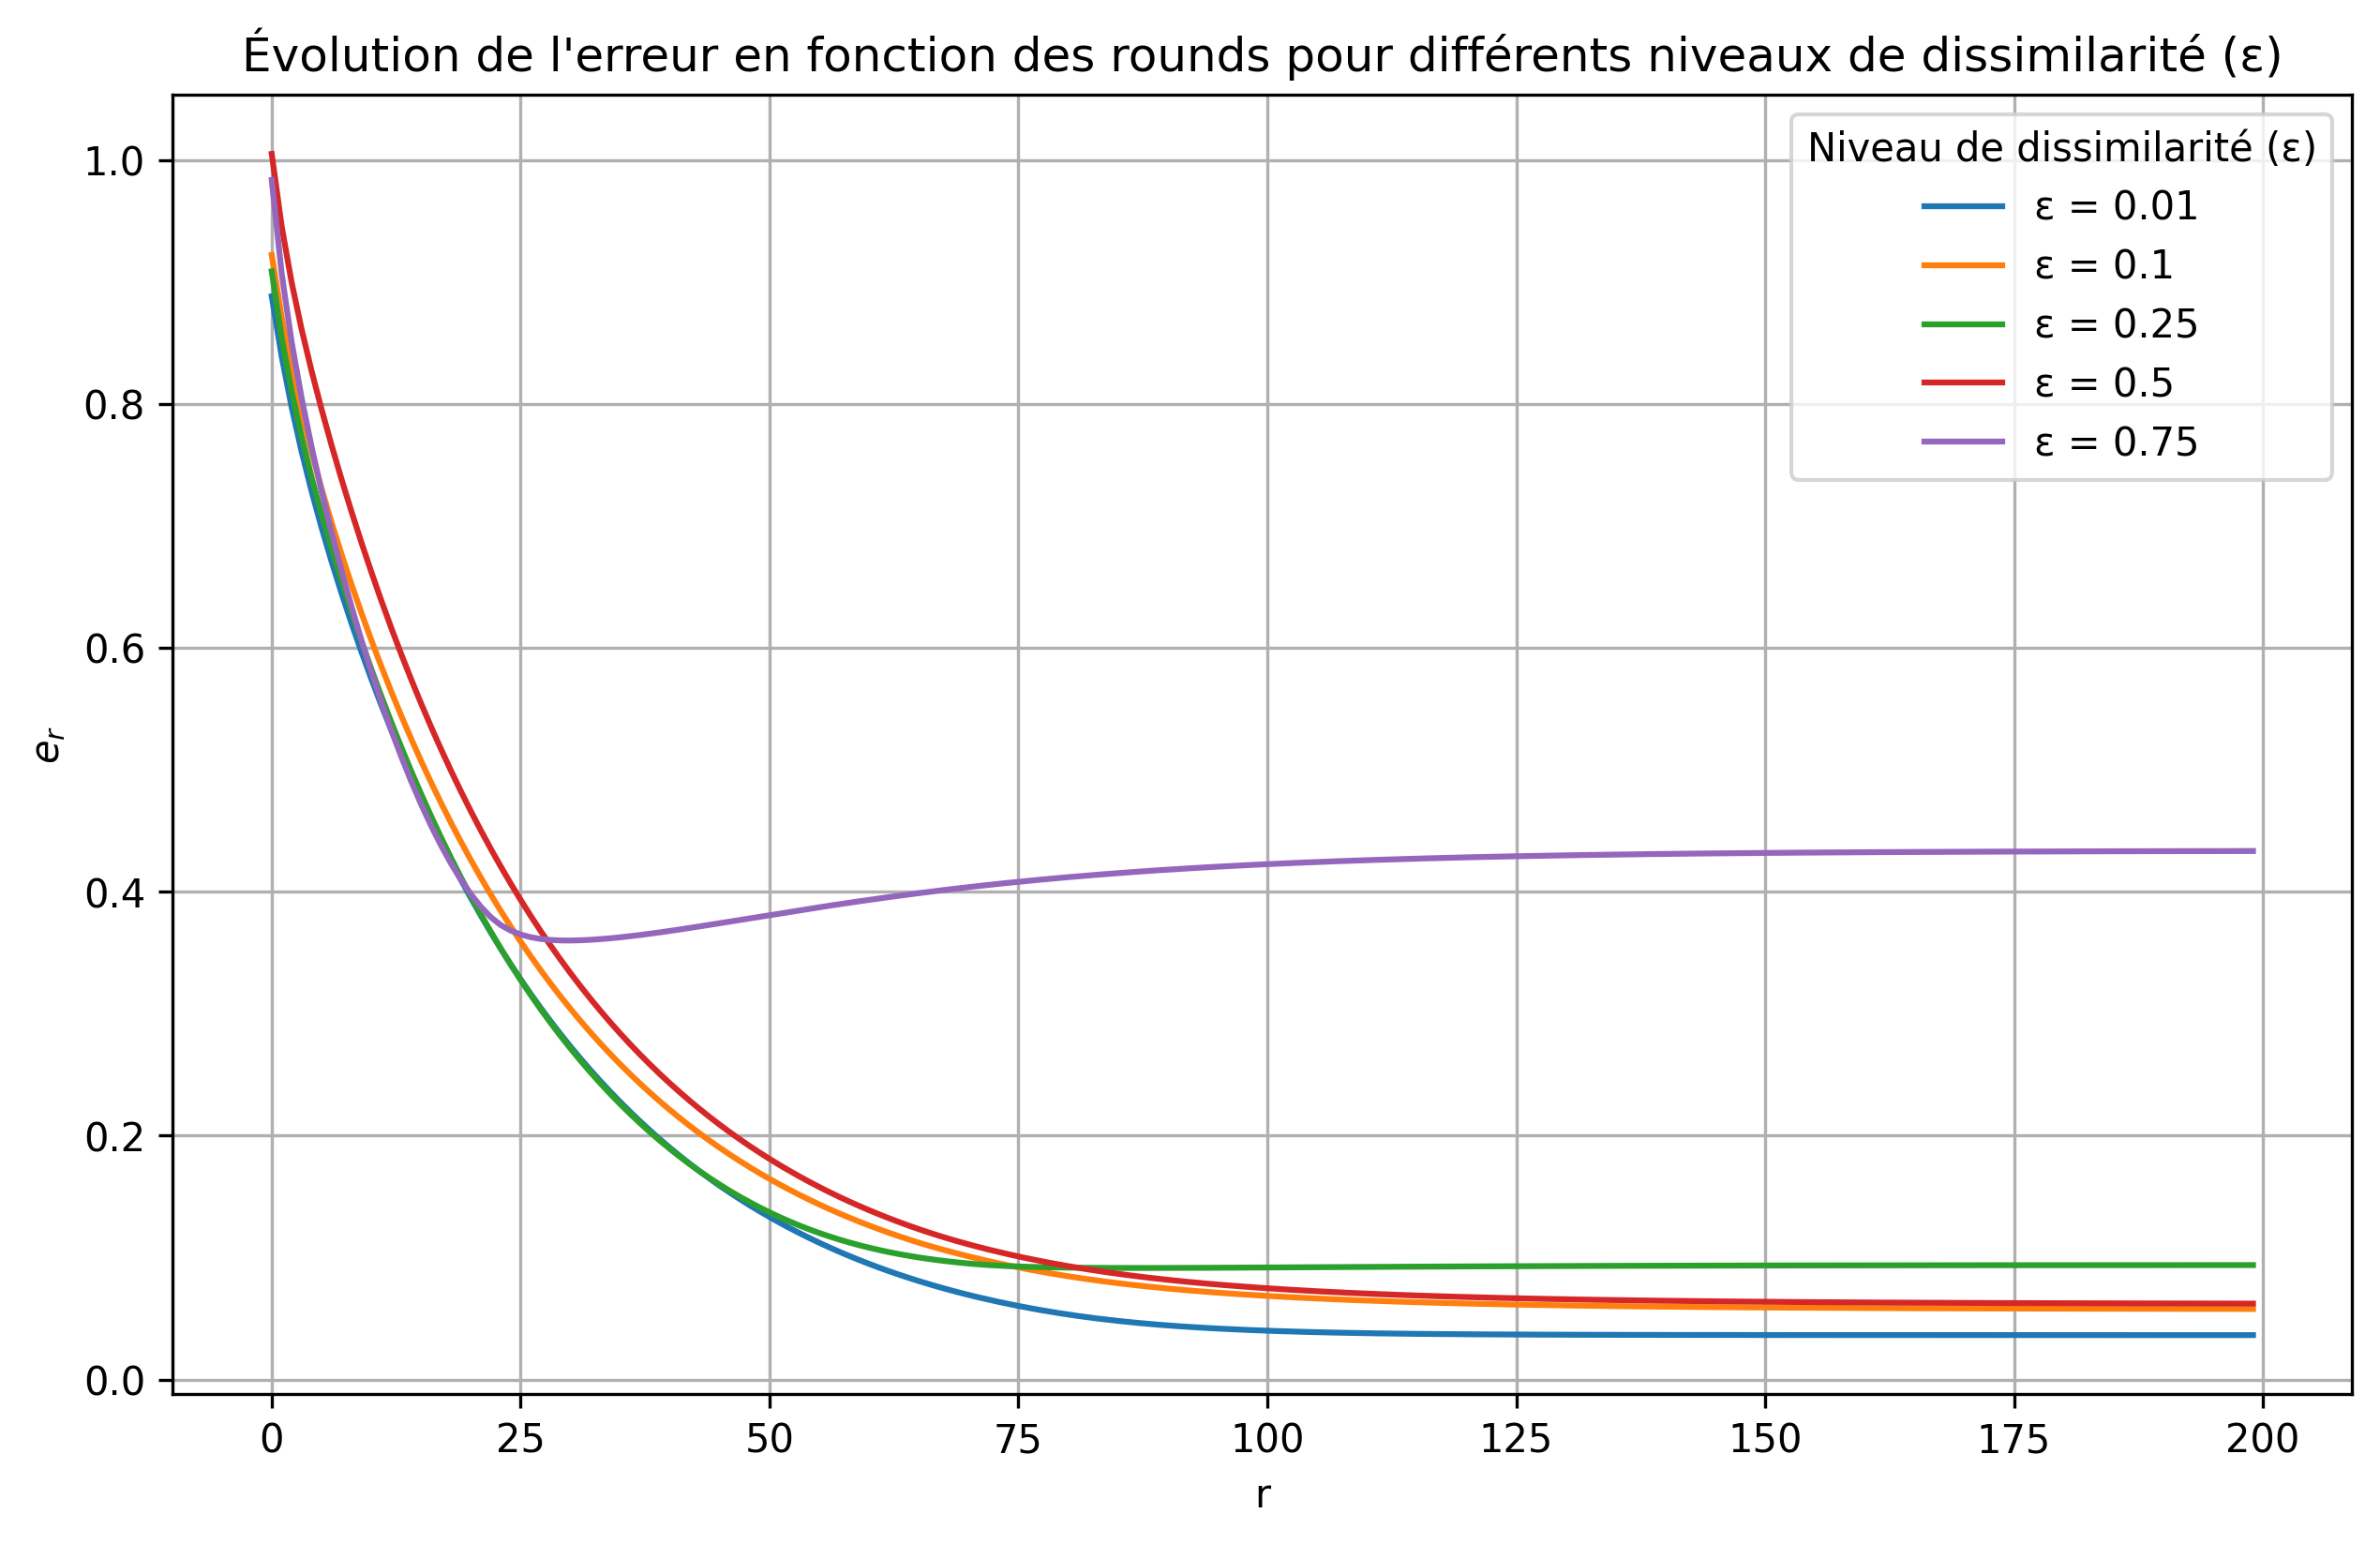 Évolution de l'erreur en fonction des rounds pour différents niveaux de dissimilarité (ε)
Niveau de dissimilarité (ε)
ε = 0.01
ε = 0.1
ε = 0.25
ε = 0.5
ε = 0.75
1.0
0.8
0.6
0.4
0.2
0.0
e_r
0 25 50 75 100 125 150 175 200
r